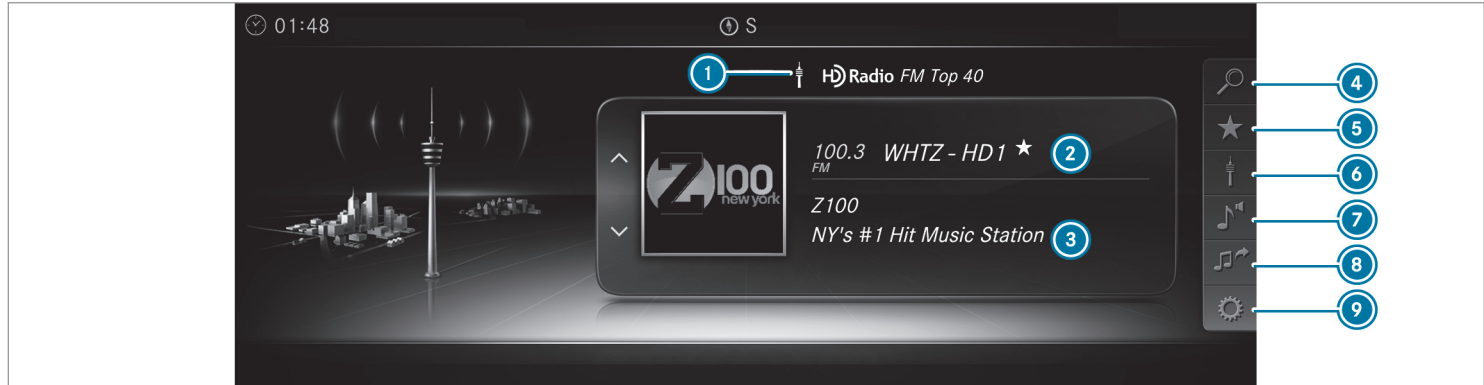 01:48
S
1
HD Radio FM Top 40
4
Z100
new york
100.3 WHTZ - HD1 ★ 2
FM
5
6
Z100
NY's #1 Hit Music Station 3
7
8
9